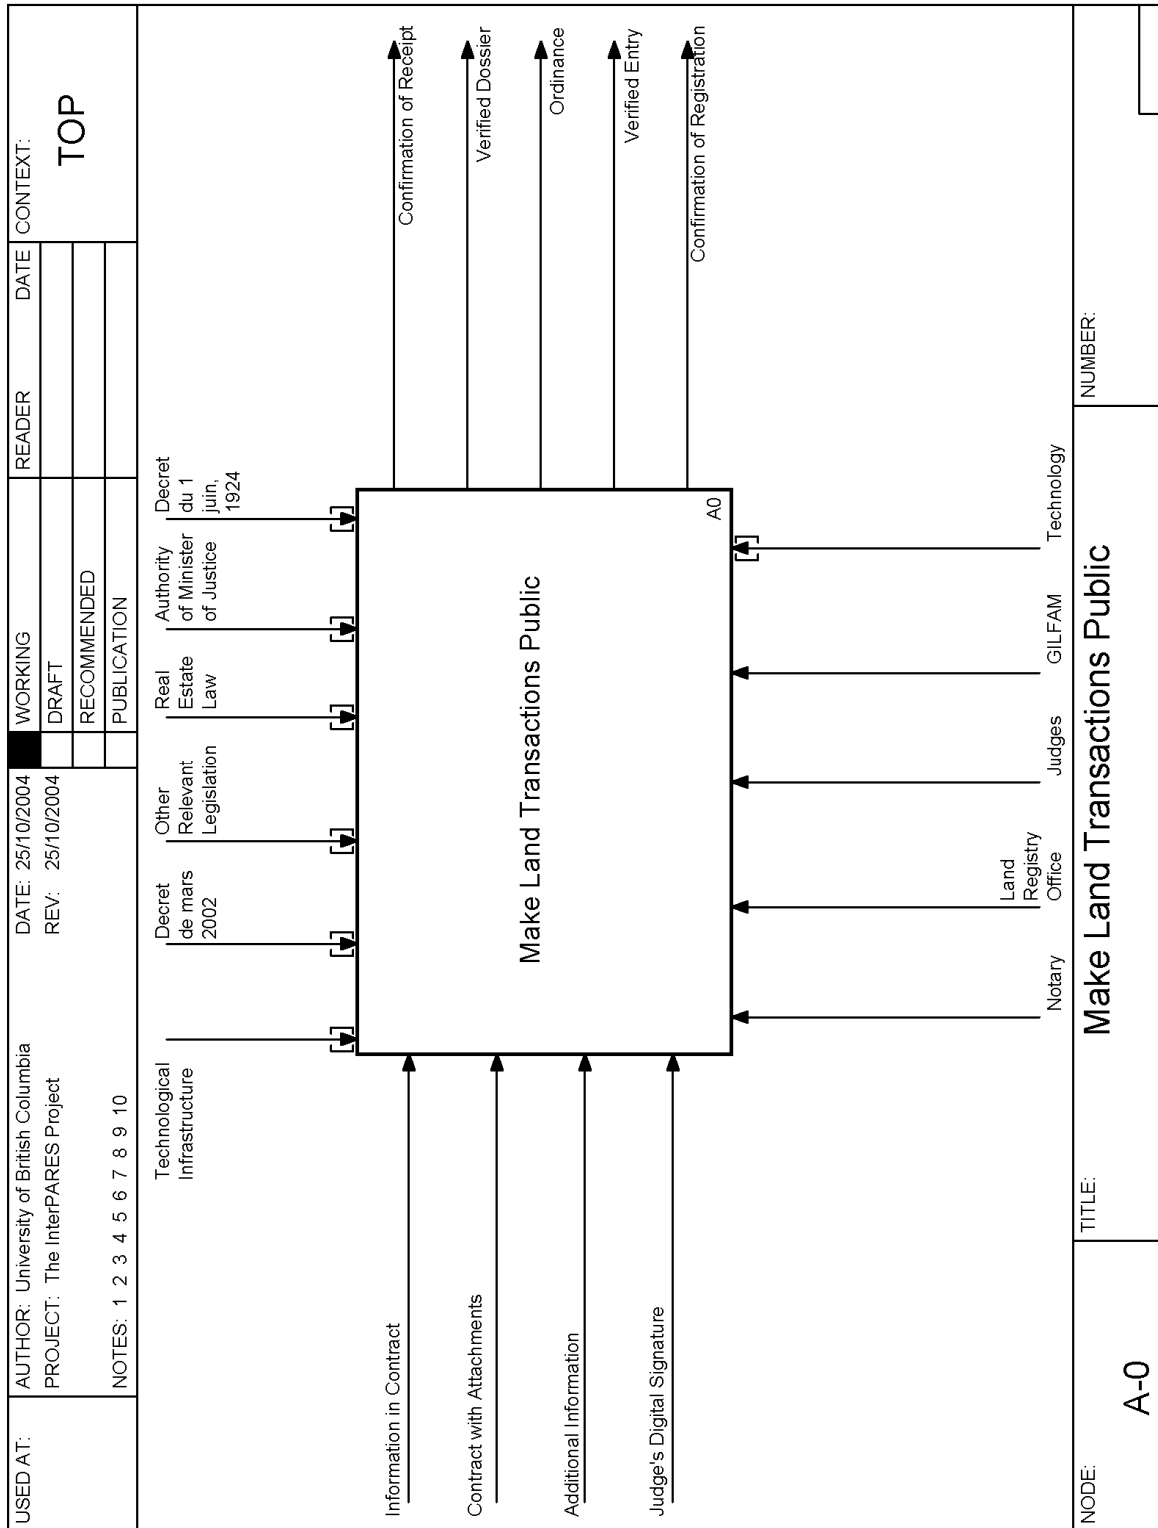 USED AT:
AUTHOR: University of British Columbia
PROJECT: The InterPARES Project
NOTES: 1 2 3 4 5 6 7 8 9 10
DATE: 25/10/2004
REV: 25/10/2004
WORKING
DRAFT
RECOMMENDED
PUBLICATION
READER
DATE
CONTEXT:
TOP
Technological
Infrastructure
Decret
de mars
2002
Other
Relevant
Legislation
Real
Estate
Law
Authority
of Minister
of Justice
Decret
du 1
juin,
1924
Information in Contract
Contract with Attachments
Additional Information
Judge's Digital Signature
Make Land Transactions Public
A0
Confirmation of Receipt
Verified Dossier
Ordinance
Verified Entry
Confirmation of Registration
Notary
Land
Registry
Office
Judges
GILFAM
Technology
NODE:
A-0
TITLE:
Make Land Transactions Public
NUMBER: